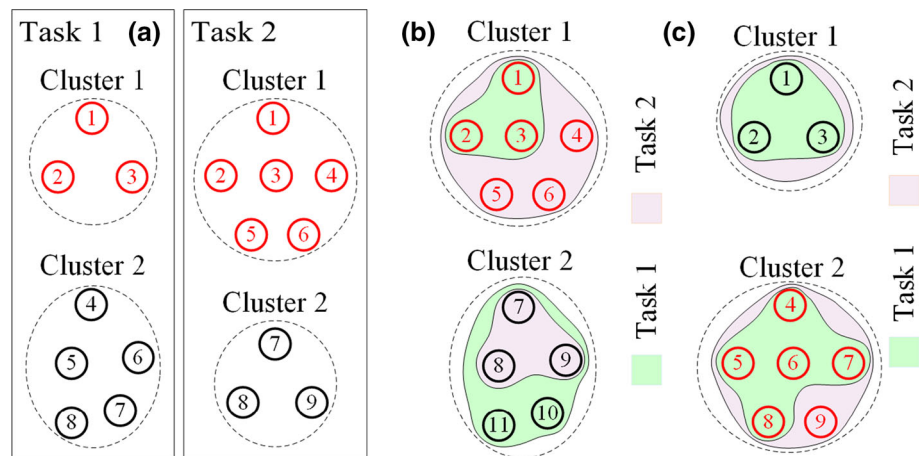 Task 1 (a)
Cluster 1
1
2 3
Cluster 2
4
5 6
8 7
Task 2
Cluster 1
1
2 3 4
5 6
Cluster 2
7
8 9
(b)
Cluster 1
1
2 3 4
5 6
Cluster 2
7
8 9
11 10
Task 2
Task 1
(c)
Cluster 1
1
2 3
Cluster 2
4
5 6 7
8 9
Task 2
Task 1